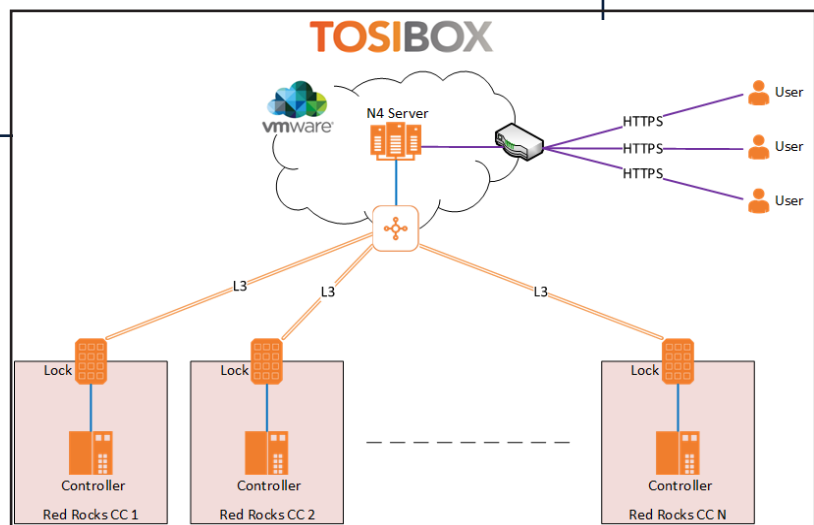 TOSIBOX
vmware®
N4 Server
User
HTTPS
HTTPS
User
HTTPS
User
L3
L3
L3
Lock
Lock
Lock
Controller
Controller
Controller
Red Rocks CC 1
Red Rocks CC 2
Red Rocks CC N